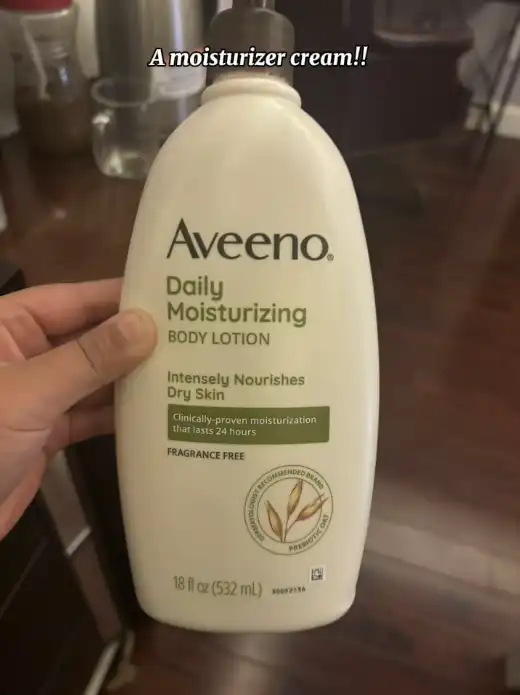 A moisturizer cream!!
Aveeno®
Daily
Moisturizing
BODY LOTION
Intensely Nourishes
Dry Skin
Clinically-proven moisturization
that lasts 24 hours
FRAGRANCE FREE
DERMATOLOGIST RECOMMENDED BRAND
PREBIOTIC OAT
18 fl oz (532 mL)